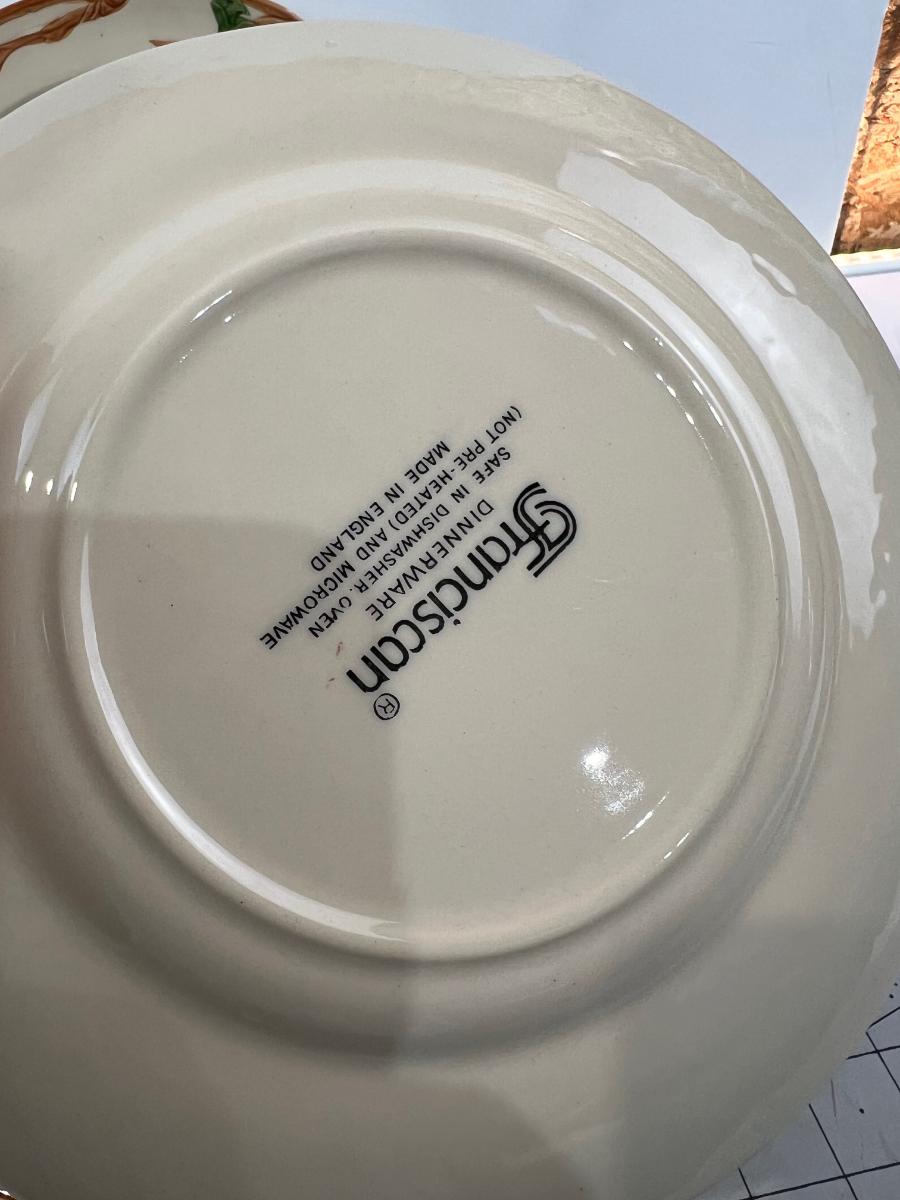 Franciscan®
DINNERWARE
SAFE IN DISHWASHER, OVEN
(NOT PRE-HEATED) AND MICROWAVE
MADE IN ENGLAND